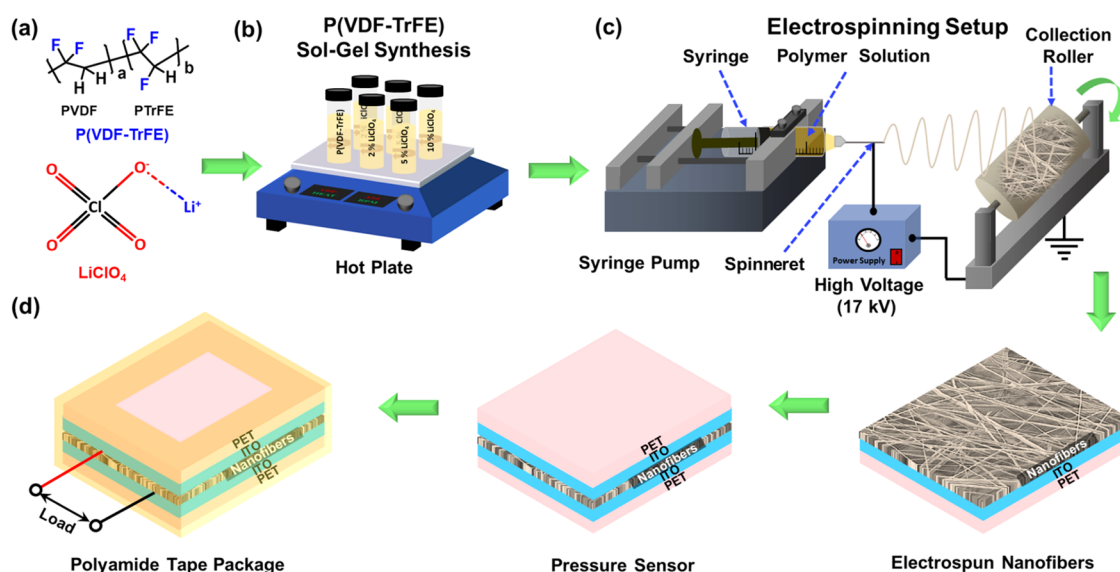 (a)
F
F
F
F
F
H
H
H
a
b
PVDF
PTrFE
P(VDF-TrFE)
O
O-
Cl
Li+
O
O
LiClO4
(b)
P(VDF-TrFE)
Sol-Gel Synthesis
P(VDF-TrFE)
2 % LiClO4
5 % LiClO4
10 % LiClO4
HEAT
RPM
Hot Plate
(c)
Electrospinning Setup
Syringe
Polymer Solution
Collection Roller
Syringe Pump
Spinneret
Power Supply
High Voltage
(17 kV)
(d)
PET
ITO
Nanofibers
ITO
PET
Load
Polyamide Tape Package
PET
ITO
Nanofibers
ITO
PET
Pressure Sensor
Nanofibers
ITO
PET
Electrospun Nanofibers